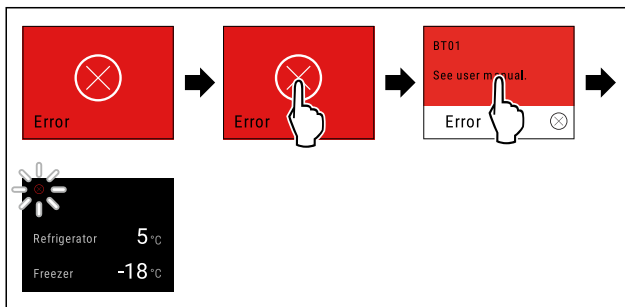 Error
Error
BT01
See user manual.
Error
Refrigerator 5 °C
Freezer -18 °C